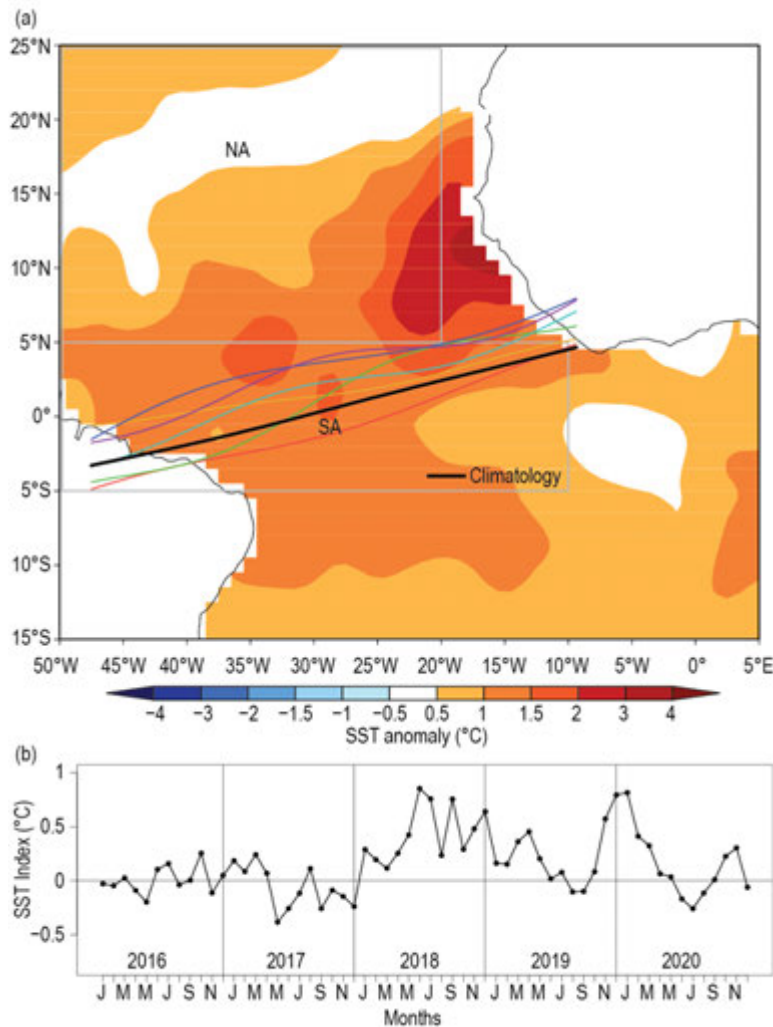 (a)
25°N
20°N
15°N
10°N
5°N
0°
5°S
10°S
15°S
NA
SA
Climatology
50°W 45°W 40°W 35°W 30°W 25°W 20°W 15°W 10°W 5°W 0° 5°E
−4 −3 −2 −1.5 −1 −0.5 0.5 1 1.5 2 3 4
SST anomaly (°C)
(b)
SST Index (°C)
1
0.5
0
−0.5
2016 2017 2018 2019 2020
J M M J S N J M M J S N J M M J S N J M M J S N J M M J S N
Months